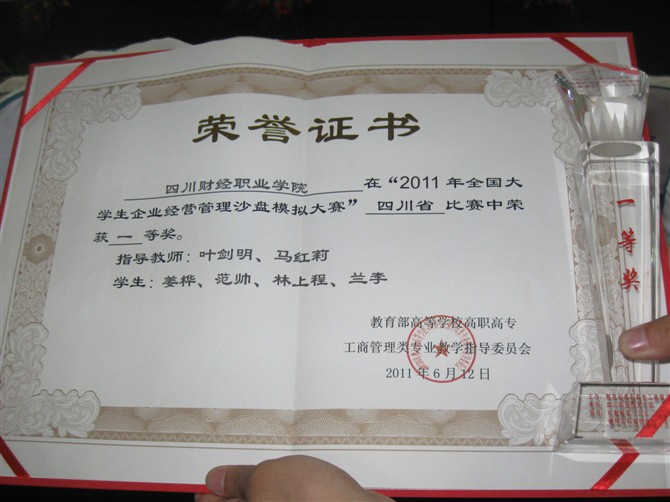 荣誉证书
四川财经职业学院 在“2011年全国大
学生企业经营管理沙盘模拟大赛” 四川省 比赛中荣
获 一 等奖。
指导教师：叶剑明、马红莉
学生：姜桦、范帅、林上程、兰李
教育部高等学校高职高专
工商管理类专业教学指导委员会
2011年6月12日
一等奖